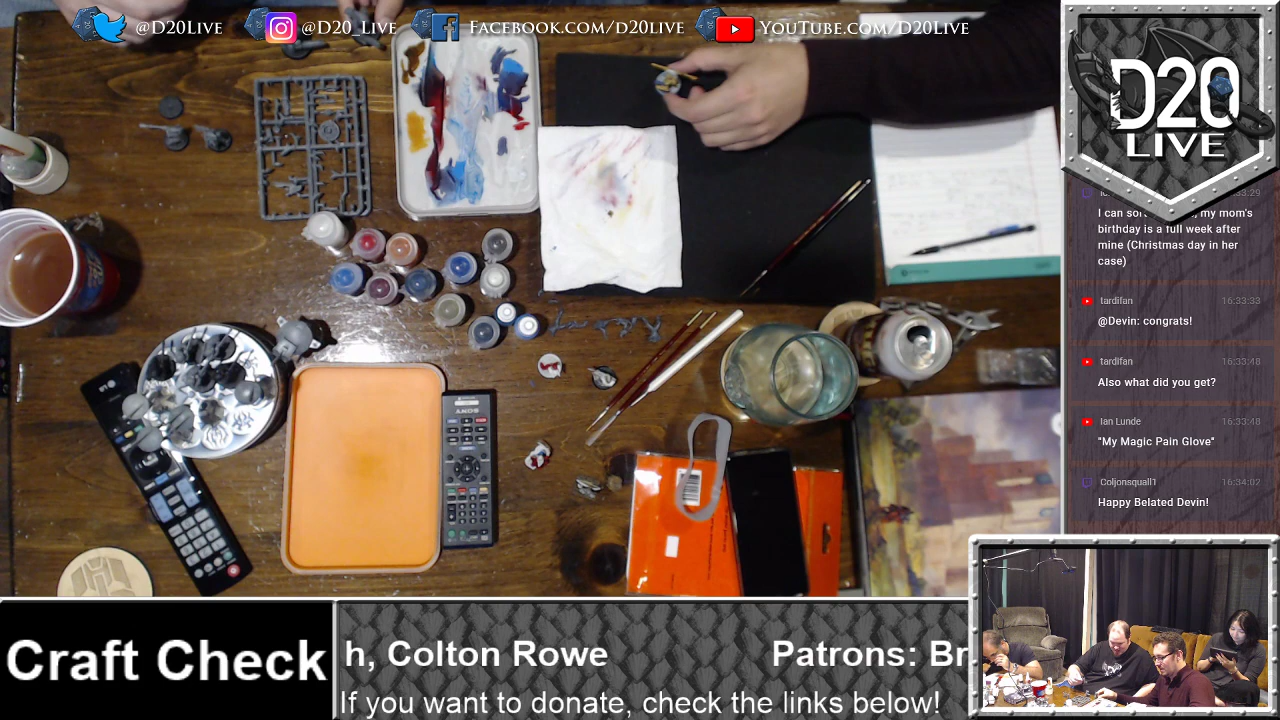 @D20Live
@D20_Live
Facebook.com/d20live
YouTube.com/D20Live
D20
LIVE
I can
my mom's
birthday is a full week after
mine (Christmas day in her
case)
tardifan 16:33:33
@Devin: congrats!
tardifan 16:33:48
Also what did you get?
Ian Lunde 16:33:48
"My Magic Pain Glove"
Coljonsquall1 16:34:02
Happy Belated Devin!
SONY
Craft Check
h, Colton Rowe Patrons: Br
If you want to donate, check the links below!